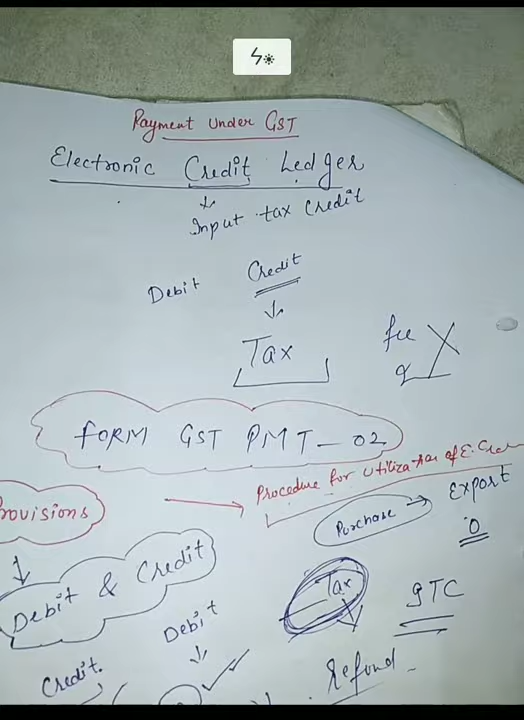 Payment under GST
Electronic Credit Ledger
Input tax Credit
Debit Credit
Tax
fee
FORM GST PMT-02
Provisions
Procedure for utilization of E.
Purchase → Export
0
Debit & Credit
Tax
ITC
Debit
Credit.
Refund